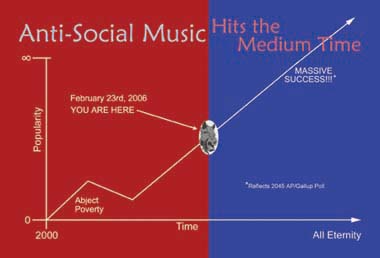 Anti-Social Music Hits the
Medium Time
∞
MASSIVE
SUCCESS!!!*
February 23rd, 2006
YOU ARE HERE
Popularity
*Reflects 2045 AP/Gallup Poll
Abject
Poverty
0
Time
2000
All Eternity